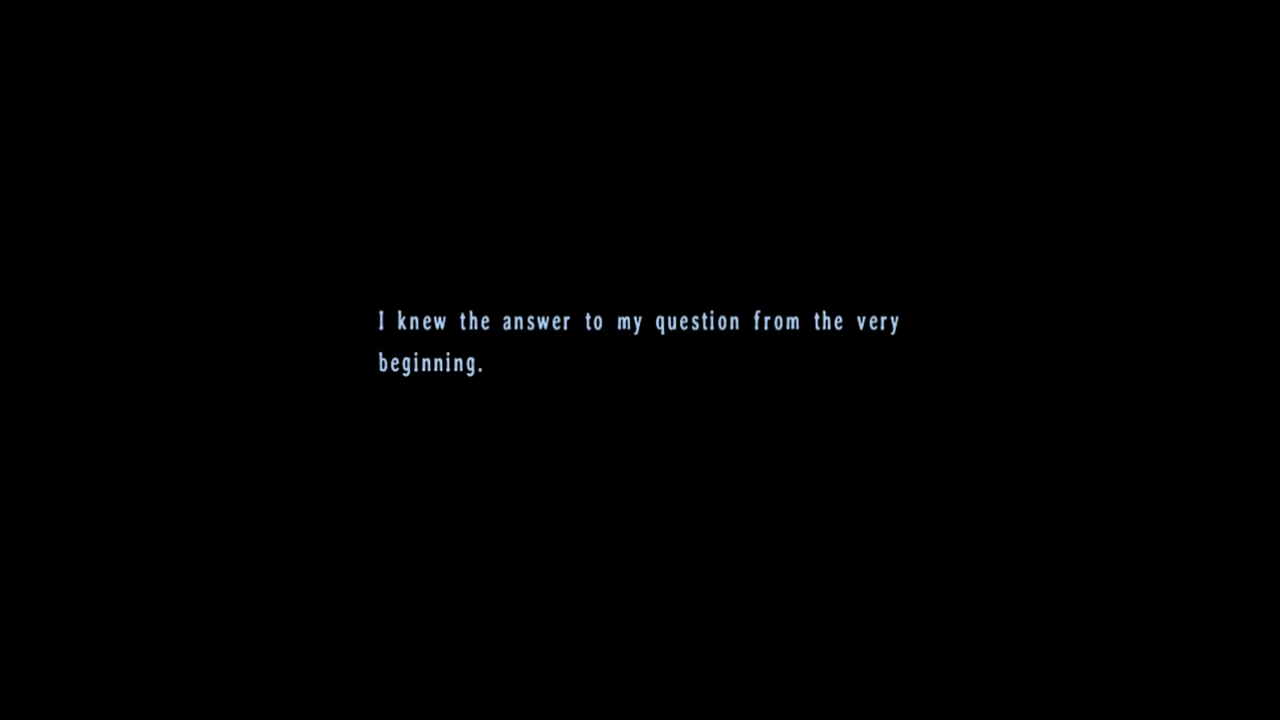 I knew the answer to my question from the very
beginning.